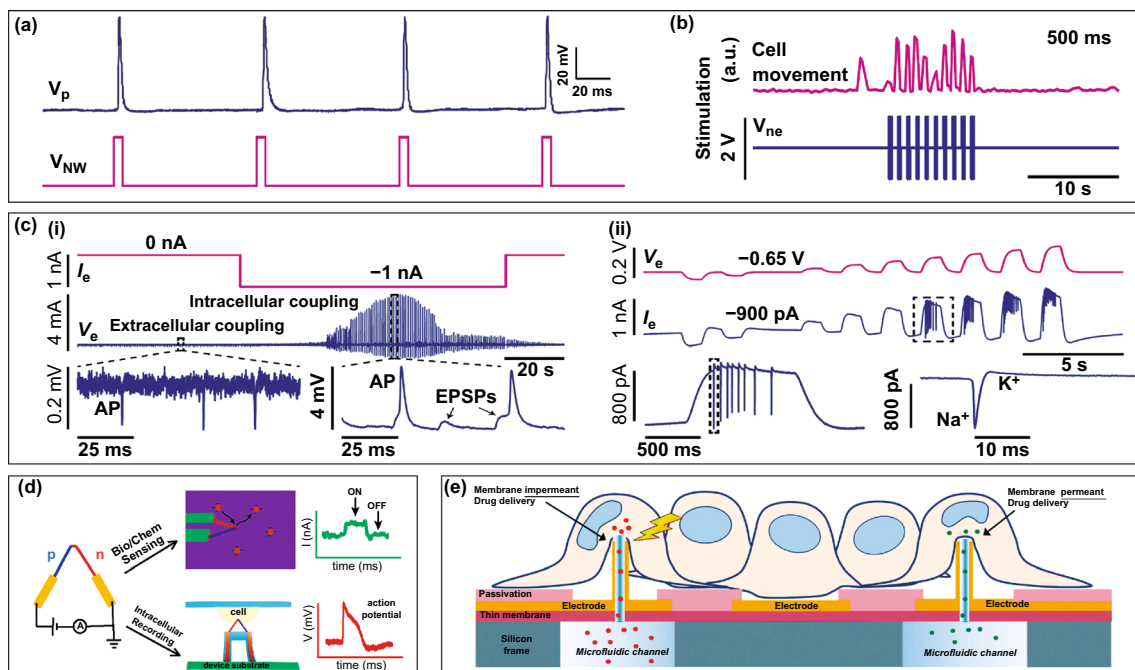 (a)
Vp
20 mV
20 ms
VNW
(b)
Stimulation
2 V
(a.u.)
Cell
movement
500 ms
Vne
10 s
(c)
(i)
0 nA
1 nA
Ie
−1 nA
4 mA
Ve
Intracellular coupling
Extracellular coupling
20 s
0.2 mV
AP
25 ms
4 mV
AP
EPSPs
25 ms
(ii)
0.2 V
Ve
−0.65 V
1 nA
Ie
−900 pA
5 s
800 pA
500 ms
800 pA
Na+
K+
10 ms
(d)
p
n
A
Bio/Chem
Sensing
Intracellular
Recording
I (nA)
ON
OFF
time (ms)
cell
device substrate
V (mV)
action
potential
time (ms)
(e)
Membrane impermeant
Drug delivery
Membrane permeant
Drug delivery
Passivation
Electrode
Electrode
Electrode
Thin membrane
Silicon
frame
Microfluidic channel
Microfluidic channel